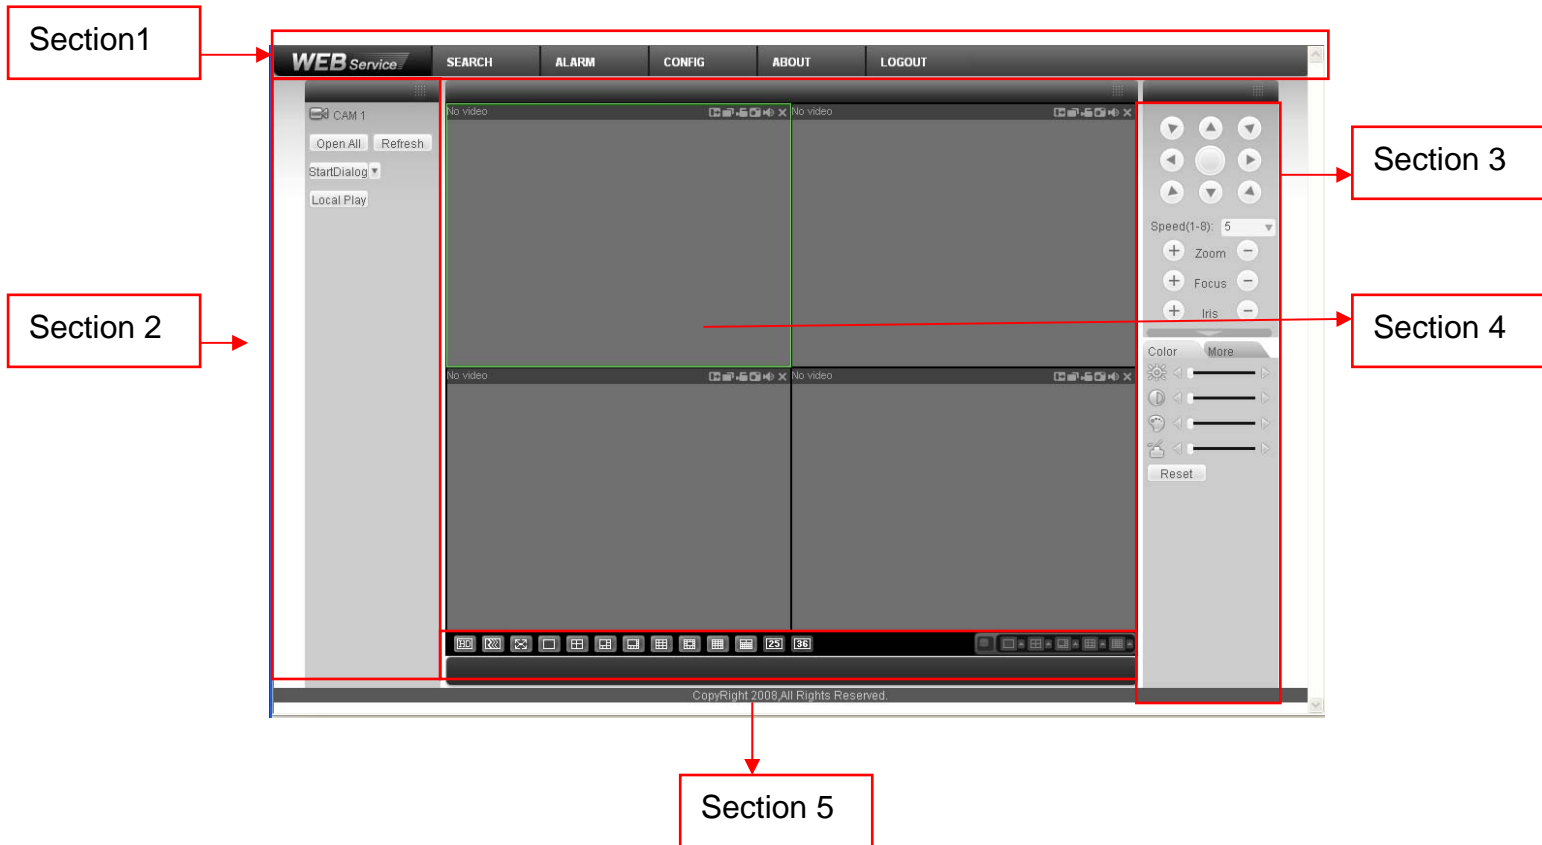 Section1
WEB Service
SEARCH
ALARM
CONFIG
ABOUT
LOGOUT
CAM 1
Open All
Refresh
StartDialog
Local Play
No video
No video
No video
No video
Speed(1-8): 5
Zoom
Focus
Iris
Color
More
Reset
Section 2
Section 3
Section 4
HD
25
36
CopyRight 2008,All Rights Reserved.
Section 5